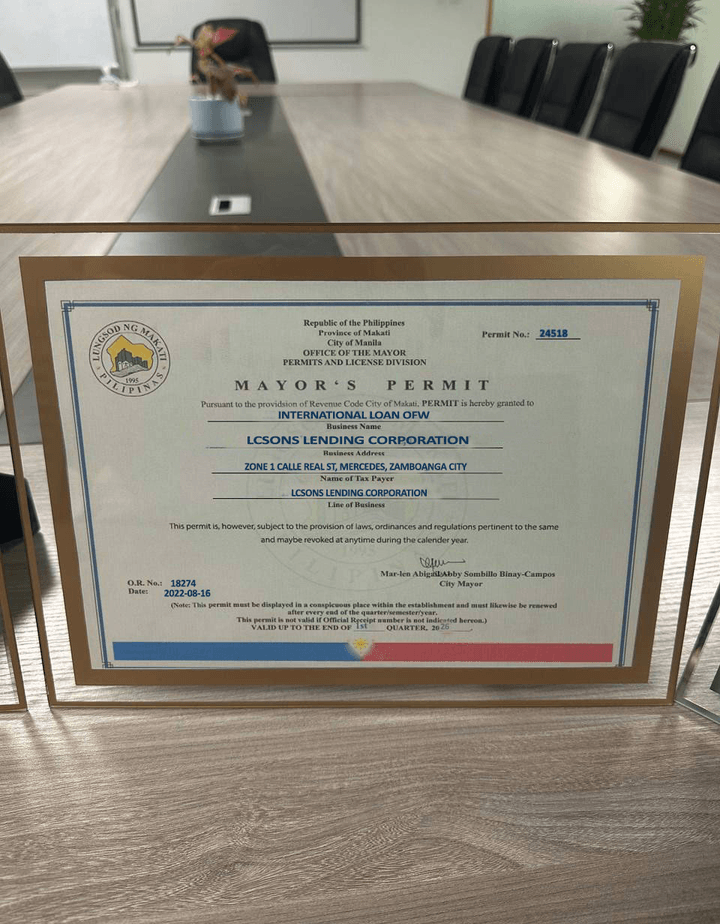 LUNGSOD NG MAKATI
1995
PILIPINAS
Republic of the Philippines
Province of Makati
City of Manila
OFFICE OF THE MAYOR
PERMITS AND LICENSE DIVISION
Permit No.: 24518
MAYOR'S PERMIT
Pursuant to the providsion of Revenue Code City of Makati, PERMIT is hereby granted to
INTERNATIONAL LOAN OFW
Business Name
LCSONS LENDING CORPORATION
Business Address
ZONE 1 CALLE REAL ST, MERCEDES, ZAMBOANGA CITY
Name of Tax Payer
LCSONS LENDING CORPORATION
Line of Business
This permit is, however, subject to the provision of laws, ordinances and regulations pertinent to the same
and maybe revoked at anytime during the calender year.
1995
Mar-len Abigail Abby Sombillo Binay-Campos
City Mayor
O.R. No.: 18274
Date: 2022-08-16
(Note: This permit must be displayed in a conspicuous place within the establishment and must likewise be renewed
after every end of the quarter/semester/year.
This permit is not valid if Official Receipt number is not indicated hereon.)
VALID UP TO THE END OF 1st QUARTER, 2026